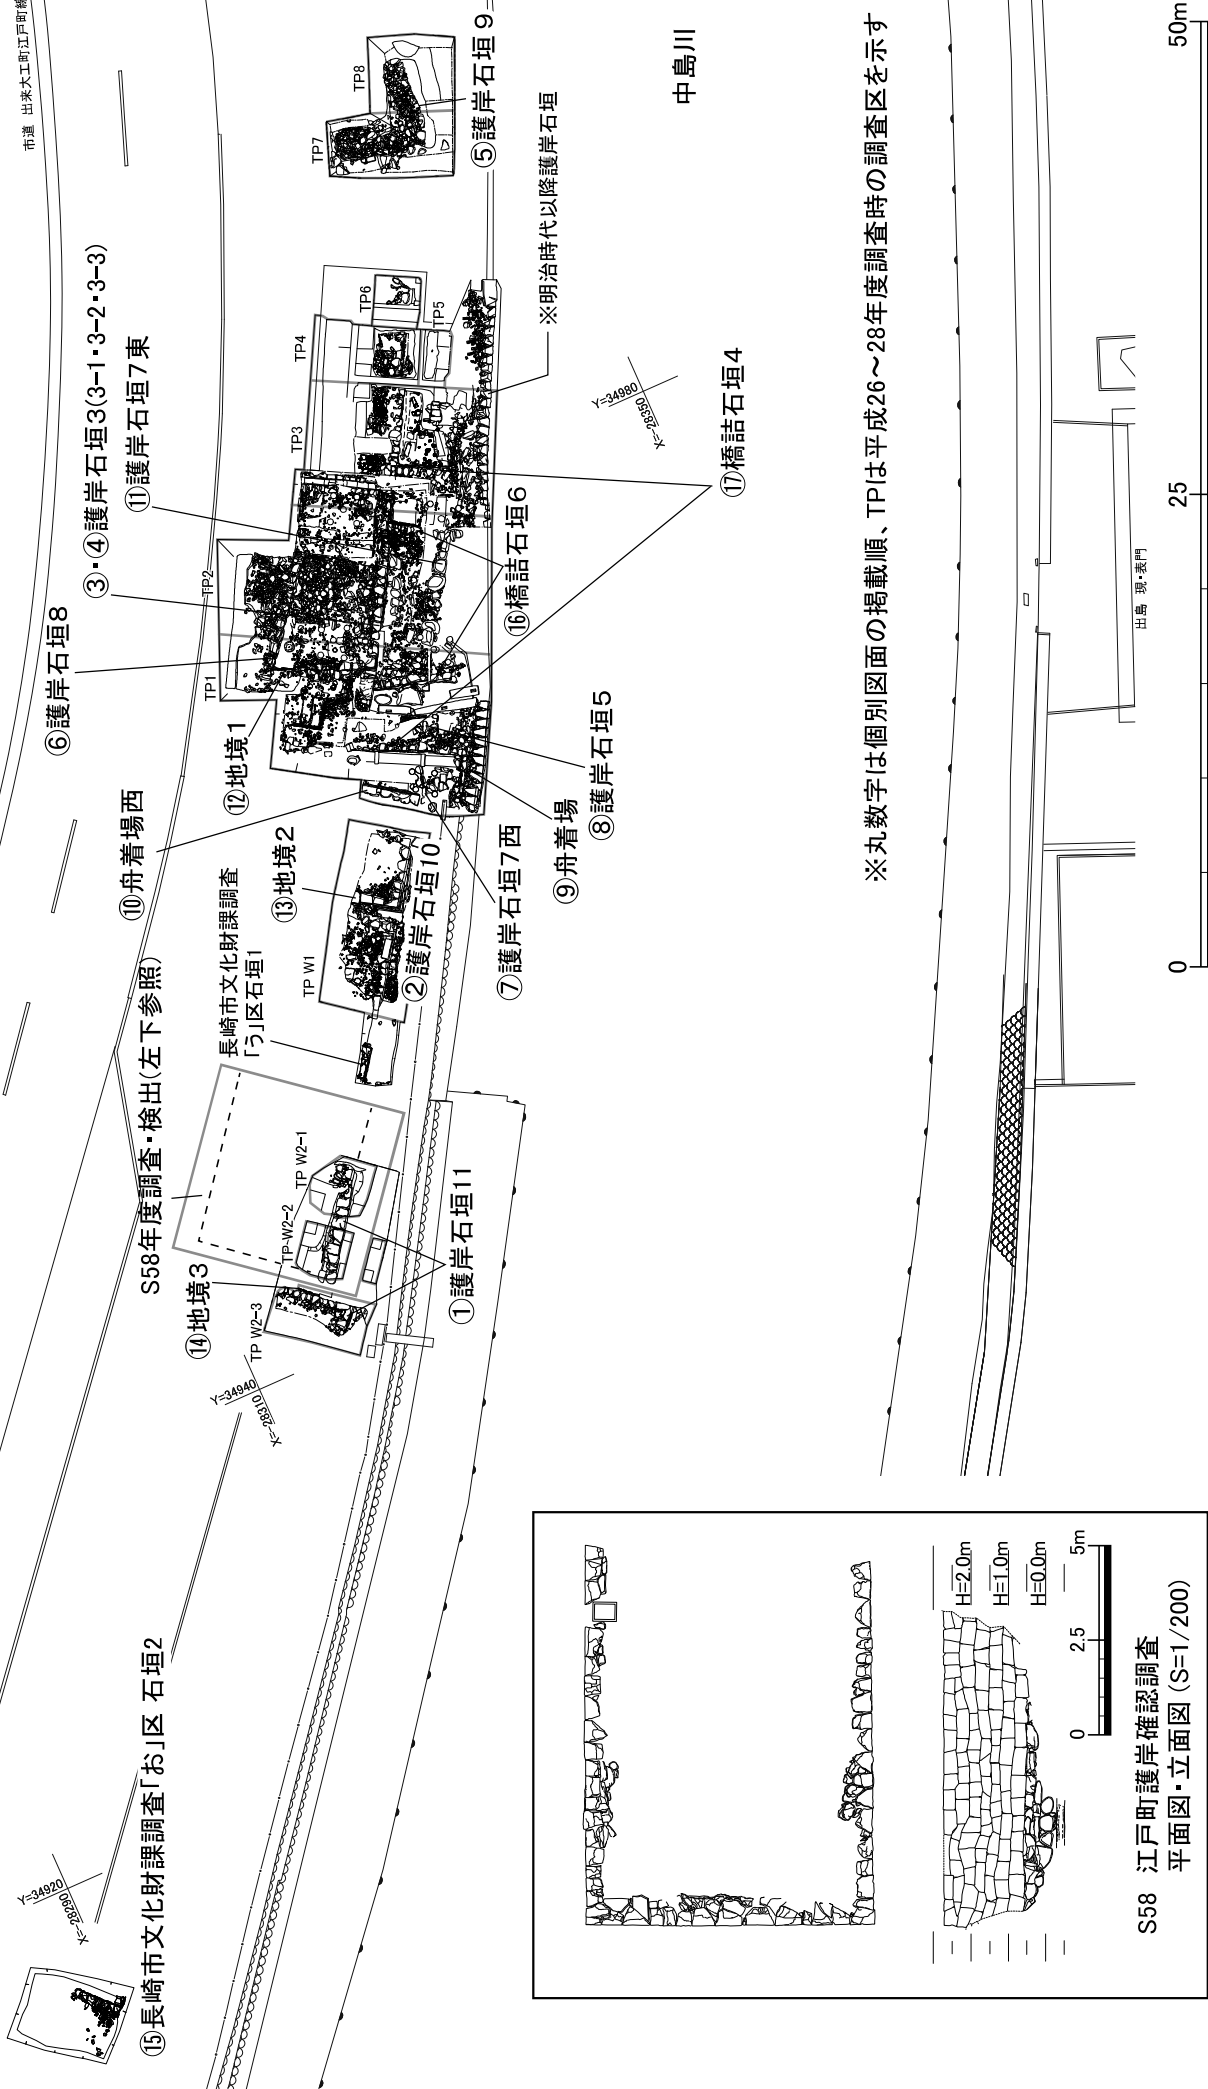 市道 出来大工町江戸町線
TP8
TP7
⑤護岸石垣9
中島川
※明治時代以降護岸石垣
TP6
TP5
TP4
TP3
③・④護岸石垣3(3-1・3-2・3-3)
⑪護岸石垣7東
Y=34980
X=-28350
⑰橋詰石垣4
⑯橋詰石垣6
TP2
TP1
⑥護岸石垣8
⑫地境1
⑩舟着場西
⑧護岸石垣5
⑨舟着場
⑦護岸石垣7西
⑬地境2
②護岸石垣10
TP W1
長崎市文化財課調査
「う」区石垣1
S58年度調査・検出(左下参照)
TP W2-1
TP W2-2
TP W2-3
①護岸石垣11
⑭地境3
Y=34940
X=-28310
⑮長崎市文化財課調査「お」区 石垣2
Y=34920
X=-28290
※丸数字は個別図面の掲載順、TPは平成26~28年度調査時の調査区を示す
出島 現・表門
0
25
50m
H=2.0m
H=1.0m
H=0.0m
0
2.5
5m
S58 江戸町護岸確認調査
平面図・立面図(S=1/200)